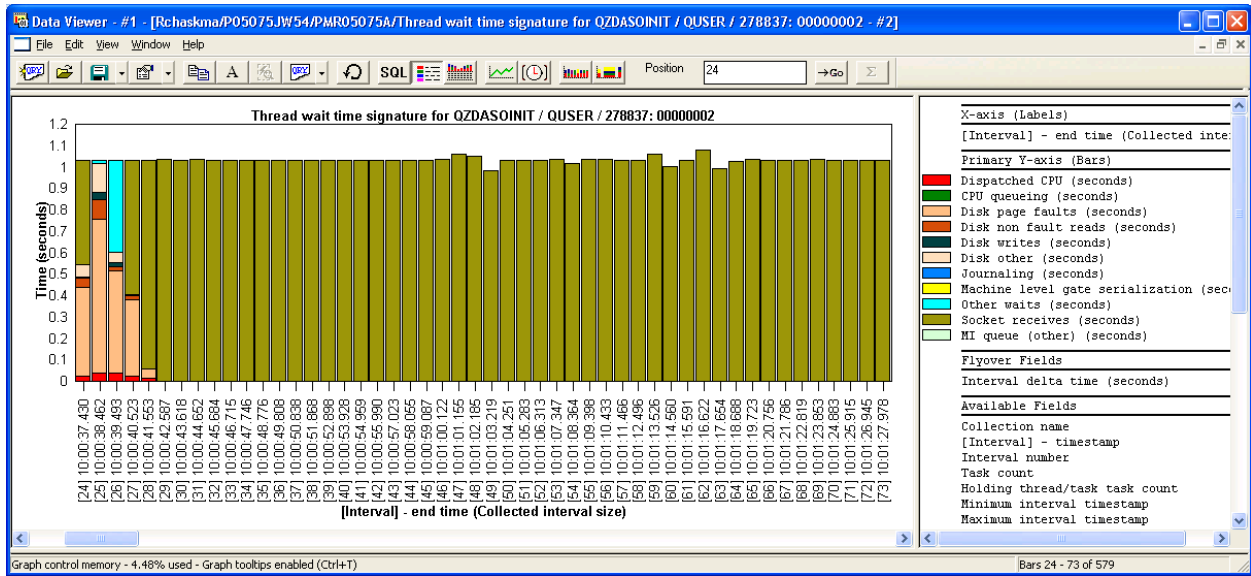 Data Viewer - #1 - [Rchaskma/P05075JW54/PMR05075A/Thread wait time signature for QZDASOINIT / QUSER / 278837: 00000002 - #2]
File Edit View Window Help
QRY A QRY SQL Position 24 →Go Σ
Thread wait time signature for QZDASOINIT / QUSER / 278837: 00000002
Time (seconds)
1.2
1.1
1
0.9
0.8
0.7
0.6
0.5
0.4
0.3
0.2
0.1
0
[24] 10:00:37.430
[25] 10:00:38.462
[26] 10:00:39.493
[27] 10:00:40.523
[28] 10:00:41.553
[29] 10:00:42.587
[30] 10:00:43.618
[31] 10:00:44.652
[32] 10:00:45.684
[33] 10:00:46.715
[34] 10:00:47.746
[35] 10:00:48.776
[36] 10:00:49.808
[37] 10:00:50.838
[38] 10:00:51.868
[39] 10:00:52.898
[40] 10:00:53.928
[41] 10:00:54.959
[42] 10:00:55.990
[43] 10:00:57.023
[44] 10:00:58.055
[45] 10:00:59.087
[46] 10:01:00.122
[47] 10:01:01.155
[48] 10:01:02.185
[49] 10:01:03.219
[50] 10:01:04.251
[51] 10:01:05.283
[52] 10:01:06.313
[53] 10:01:07.347
[54] 10:01:08.364
[55] 10:01:09.398
[56] 10:01:10.433
[57] 10:01:11.466
[58] 10:01:12.496
[59] 10:01:13.526
[60] 10:01:14.560
[61] 10:01:15.591
[62] 10:01:16.622
[63] 10:01:17.654
[64] 10:01:18.688
[65] 10:01:19.723
[66] 10:01:20.756
[67] 10:01:21.786
[68] 10:01:22.819
[69] 10:01:23.853
[70] 10:01:24.883
[71] 10:01:25.915
[72] 10:01:26.945
[73] 10:01:27.978
[Interval] - end time (Collected interval size)
X-axis (Labels)
[Interval] - end time (Collected inte
Primary Y-axis (Bars)
Dispatched CPU (seconds)
CPU queueing (seconds)
Disk page faults (seconds)
Disk non fault reads (seconds)
Disk writes (seconds)
Disk other (seconds)
Journaling (seconds)
Machine level gate serialization (sec
Other waits (seconds)
Socket receives (seconds)
MI queue (other) (seconds)
Flyover Fields
Interval delta time (seconds)
Available Fields
Collection name
[Interval] - timestamp
Interval number
Task count
Holding thread/task task count
Minimum interval timestamp
Maximum interval timestamp
Graph control memory - 4.48% used - Graph tooltips enabled (Ctrl+T)
Bars 24 - 73 of 579